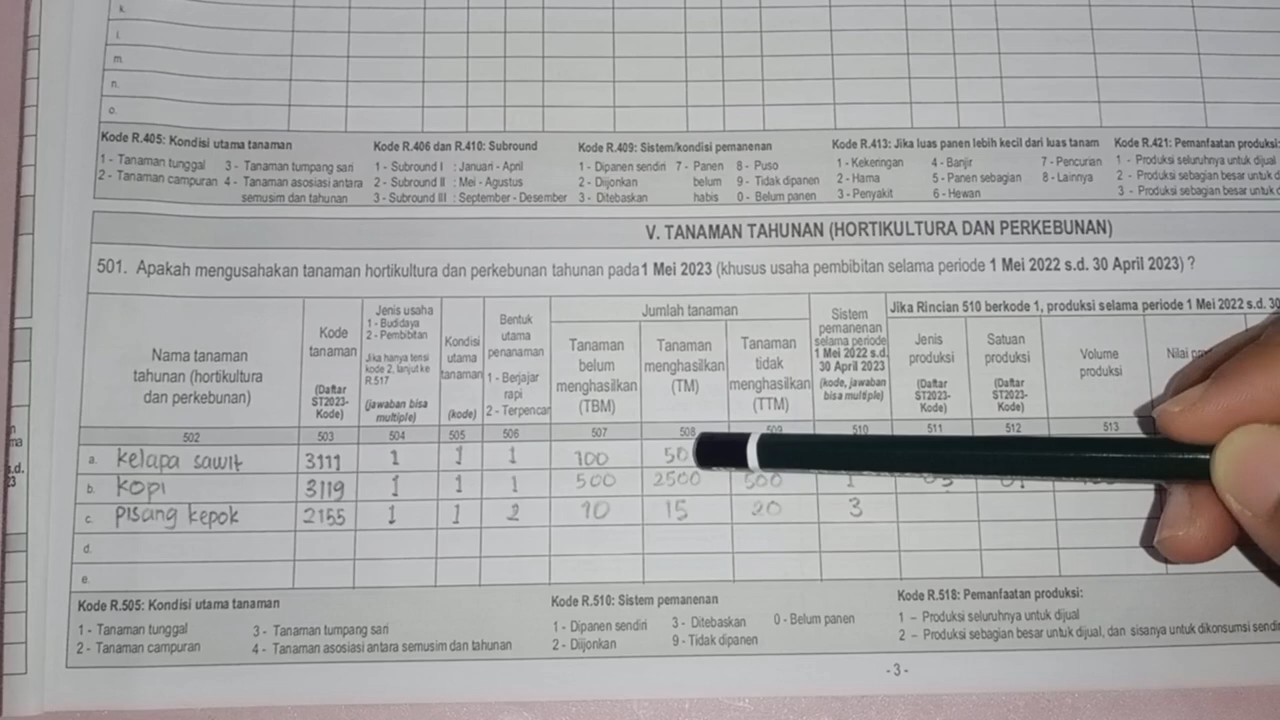 k.
l.
m.
n.
o.
Kode R.405: Kondisi utama tanaman
1 - Tanaman tunggal 3 - Tanaman tumpang sari
2 - Tanaman campuran 4 - Tanaman asosiasi antara
semusim dan tahunan
Kode R.406 dan R.410: Subround
1 - Subround I : Januari - April
2 - Subround II : Mei - Agustus
3 - Subround III : September - Desember
Kode R.409: Sistem/kondisi pemanenan
1 - Dipanen sendiri 7 - Panen 8 - Puso
2 - Diijonkan belum 9 - Tidak dipanen
3 - Ditebaskan habis 0 - Belum panen
Kode R.413: Jika luas panen lebih kecil dari luas tanam
1 - Kekeringan 4 - Banjir 7 - Pencurian
2 - Hama 5 - Panen sebagian 8 - Lainnya
3 - Penyakit 6 - Hewan
Kode R.421: Pemanfaatan produksi:
1 - Produksi seluruhnya untuk dijual
2 - Produksi sebagian besar untuk d
3 - Produksi sebagian besar untuk
V. TANAMAN TAHUNAN (HORTIKULTURA DAN PERKEBUNAN)
501. Apakah mengusahakan tanaman hortikultura dan perkebunan tahunan pada 1 Mei 2023 (khusus usaha pembibitan selama periode 1 Mei 2022 s.d. 30 April 2023) ?
Nama tanaman
tahunan (hortikultura
dan perkebunan)
Kode
tanaman
(Daftar
ST2023-
Kode)
Jenis usaha
1 - Budidaya
2 - Pembibitan
Jika hanya terisi
kode 2, lanjut ke
R.517
(jawaban bisa
multiple)
Kondisi
utama
tanaman
(kode)
Bentuk
utama
penanaman
1 - Berjajar
rapi
2 - Terpencar
Jumlah tanaman
Tanaman
belum
menghasilkan
(TBM)
Tanaman
menghasilkan
(TM)
Tanaman
tidak
menghasilkan
(TTM)
Sistem
pemanenan
selama periode
1 Mei 2022 s.d.
30 April 2023
(kode, jawaban
bisa multiple)
Jika Rincian 510 berkode 1, produksi selama periode 1 Mei 2022 s.d. 30
Jenis
produksi
(Daftar
ST2023-
Kode)
Satuan
produksi
(Daftar
ST2023-
Kode)
Volume
produksi
Nilai
502 503 504 505 506 507 508 509 510 511 512 513
a. kelapa sawit 3111 1 1 1 100 50
b. kopi 3119 1 1 1 500 2500 500 1
c. pisang kepok 2155 1 1 2 10 15 20 3
d.
e.
Kode R.505: Kondisi utama tanaman
1 - Tanaman tunggal 3 - Tanaman tumpang sari
2 - Tanaman campuran 4 - Tanaman asosiasi antara semusim dan tahunan
Kode R.510: Sistem pemanenan
1 - Dipanen sendiri 3 - Ditebaskan 0 - Belum panen
2 - Diijonkan 9 - Tidak dipanen
Kode R.518: Pemanfaatan produksi:
1 – Produksi seluruhnya untuk dijual
2 – Produksi sebagian besar untuk dijual, dan sisanya untuk dikonsumsi sendiri
- 3 -